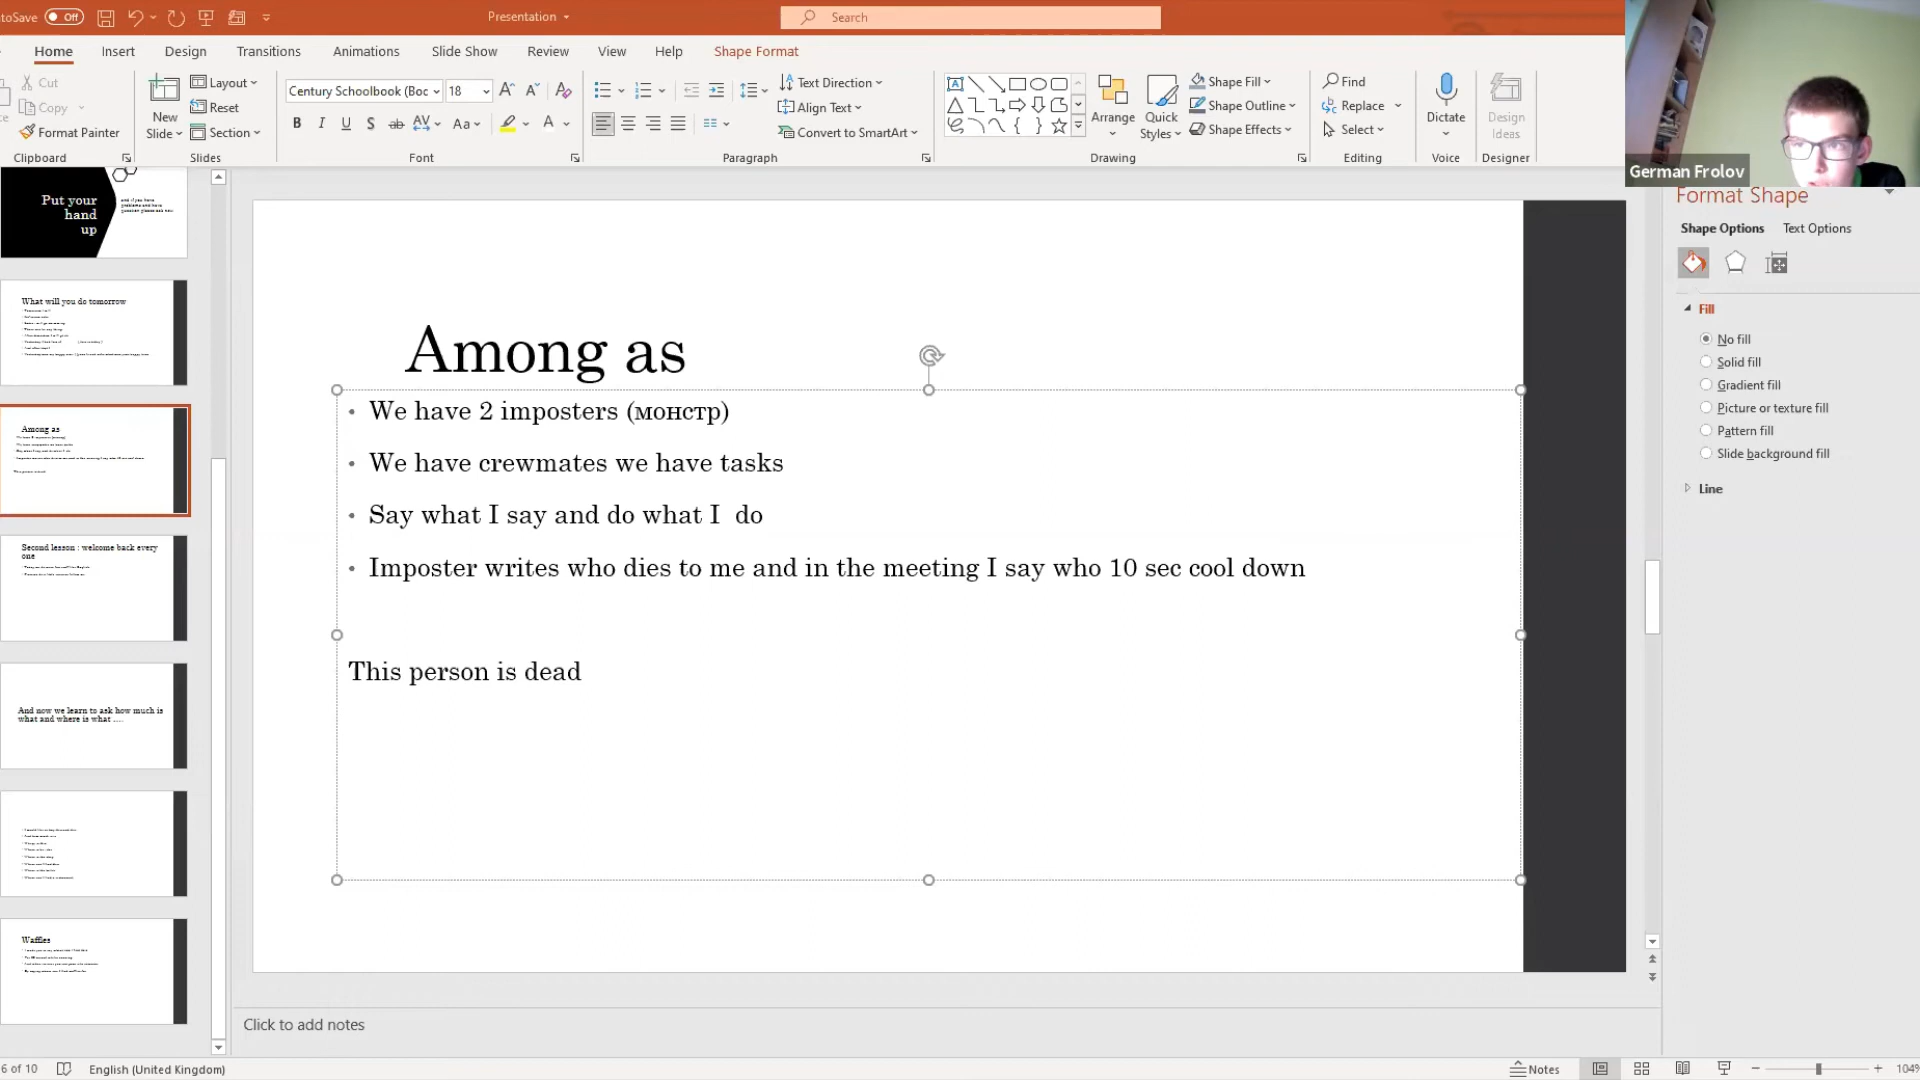 toSave Off Presentation Search
Home Insert Design Transitions Animations Slide Show Review View Help Shape Format
Cut
Copy
Format Painter
Clipboard
New Slide
Layout
Reset
Section
Slides
Century Schoolbook (Boc 18
Font
Text Direction
Align Text
Convert to SmartArt
Paragraph
Arrange
Quick Styles
Shape Fill
Shape Outline
Shape Effects
Drawing
Find
Replace
Select
Editing
Dictate
Voice
Design Ideas
Designer
German Frolov
Put your
hand
up
What will you do tomorrow
Among as
Second lesson : welcome back every
one
And now we learn to ask how much is
what and where is what .....
Waffles
Among as
• We have 2 imposters (монстр)
• We have crewmates we have tasks
• Say what I say and do what I  do
• Imposter writes who dies to me and in the meeting I say who 10 sec cool down
This person is dead
Format Shape
Shape Options Text Options
Fill
No fill
Solid fill
Gradient fill
Picture or texture fill
Pattern fill
Slide background fill
Line
Click to add notes
6 of 10 English (United Kingdom) Notes 104%